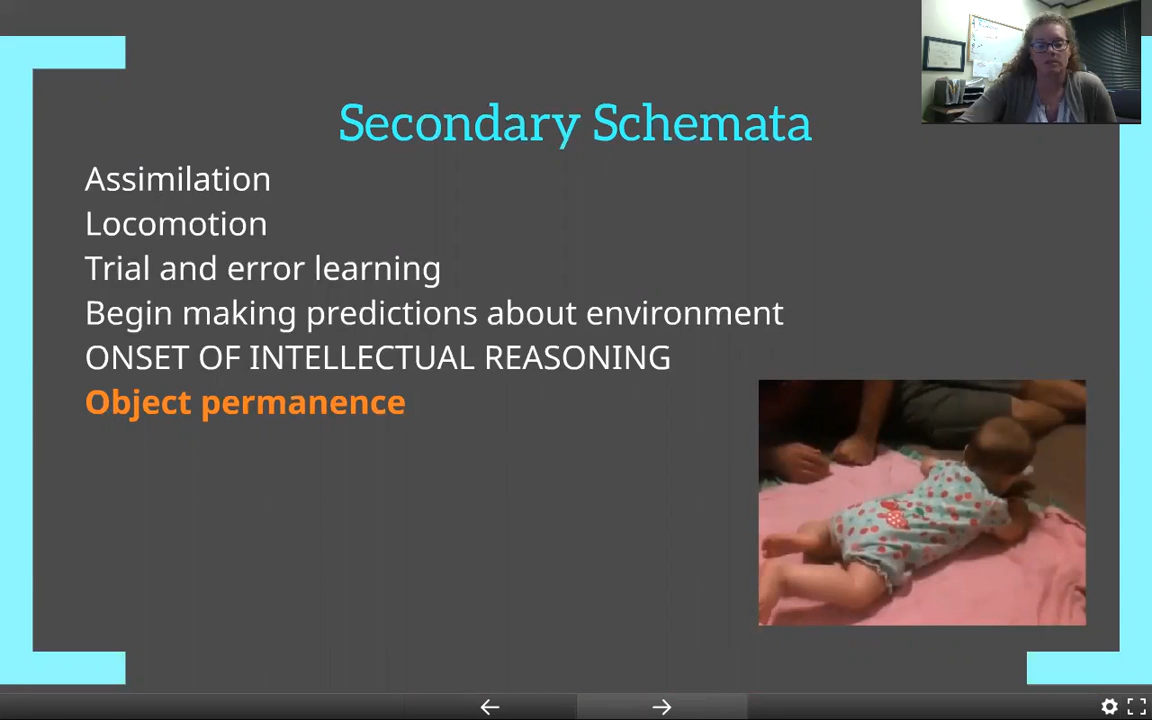 Secondary Schemata
Assimilation
Locomotion
Trial and error learning
Begin making predictions about environment
ONSET OF INTELLECTUAL REASONING
Object permanence